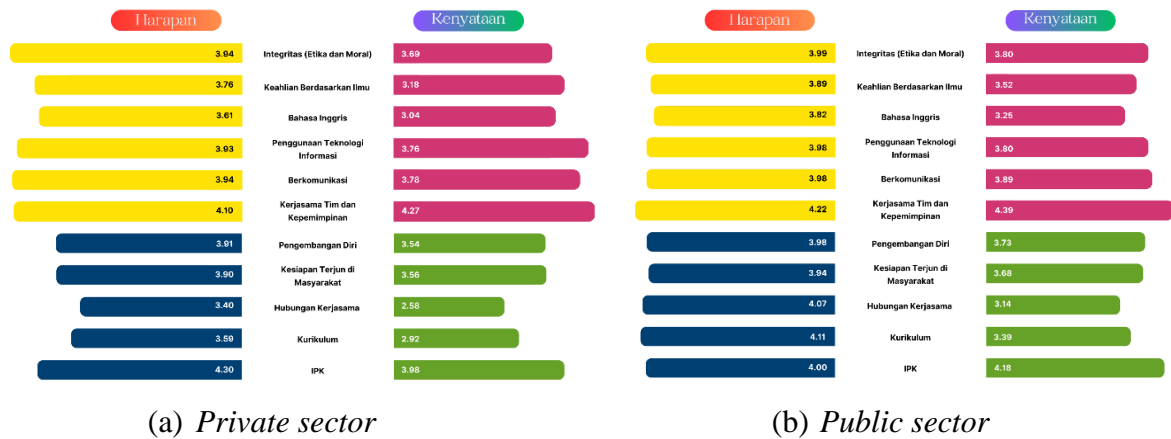 Harapan Kenyataan
3.94 Integritas (Etika dan Moral) 3.69
3.76 Keahlian Berdasarkan Ilmu 3.18
3.61 Bahasa Inggris 3.04
3.93 Penggunaan Teknologi
Informasi 3.76
3.94 Berkomunikasi 3.78
4.10 Kerjasama Tim dan
Kepemimpinan 4.27
3.91 Pengembangan Diri 3.54
3.90 Kesiapan Terjun di
Masyarakat 3.56
3.40 Hubungan Kerjasama 2.58
3.59 Kurikulum 2.92
4.30 IPK 3.98
(a) Private sector
Harapan Kenyataan
3.99 Integritas (Etika dan Moral) 3.80
3.89 Keahlian Berdasarkan Ilmu 3.52
3.82 Bahasa Inggris 3.25
3.98 Penggunaan Teknologi
Informasi 3.80
3.98 Berkomunikasi 3.89
4.22 Kerjasama Tim dan
Kepemimpinan 4.39
3.98 Pengembangan Diri 3.73
3.94 Kesiapan Terjun di
Masyarakat 3.68
4.07 Hubungan Kerjasama 3.14
4.11 Kurikulum 3.39
4.00 IPK 4.18
(b) Public sector